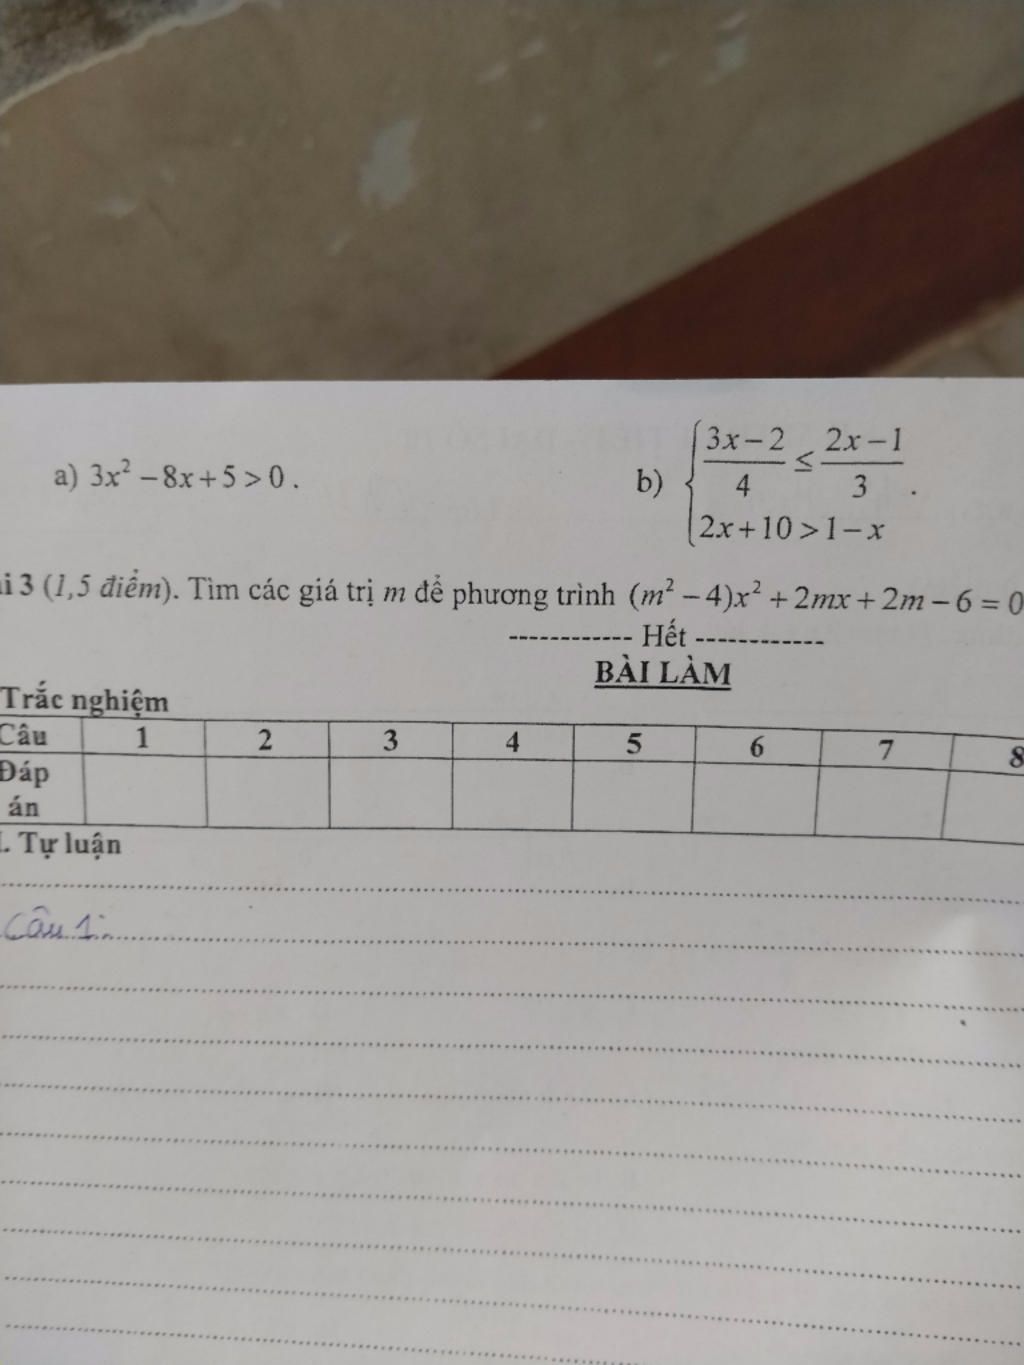 a) 3x² – 8x + 5 > 0 .
b) { (3x – 2)/4 ≤ (2x – 1)/3 .
2x + 10 > 1 – x
3 (1,5 điểm). Tìm các giá trị m để phương trình (m² – 4)x² + 2mx + 2m – 6 = 0
------------ Hết ------------
BÀI LÀM
Trắc nghiệm
Câu 1 2 3 4 5 6 7 8
Đáp án
. Tự luận
Câu 1: